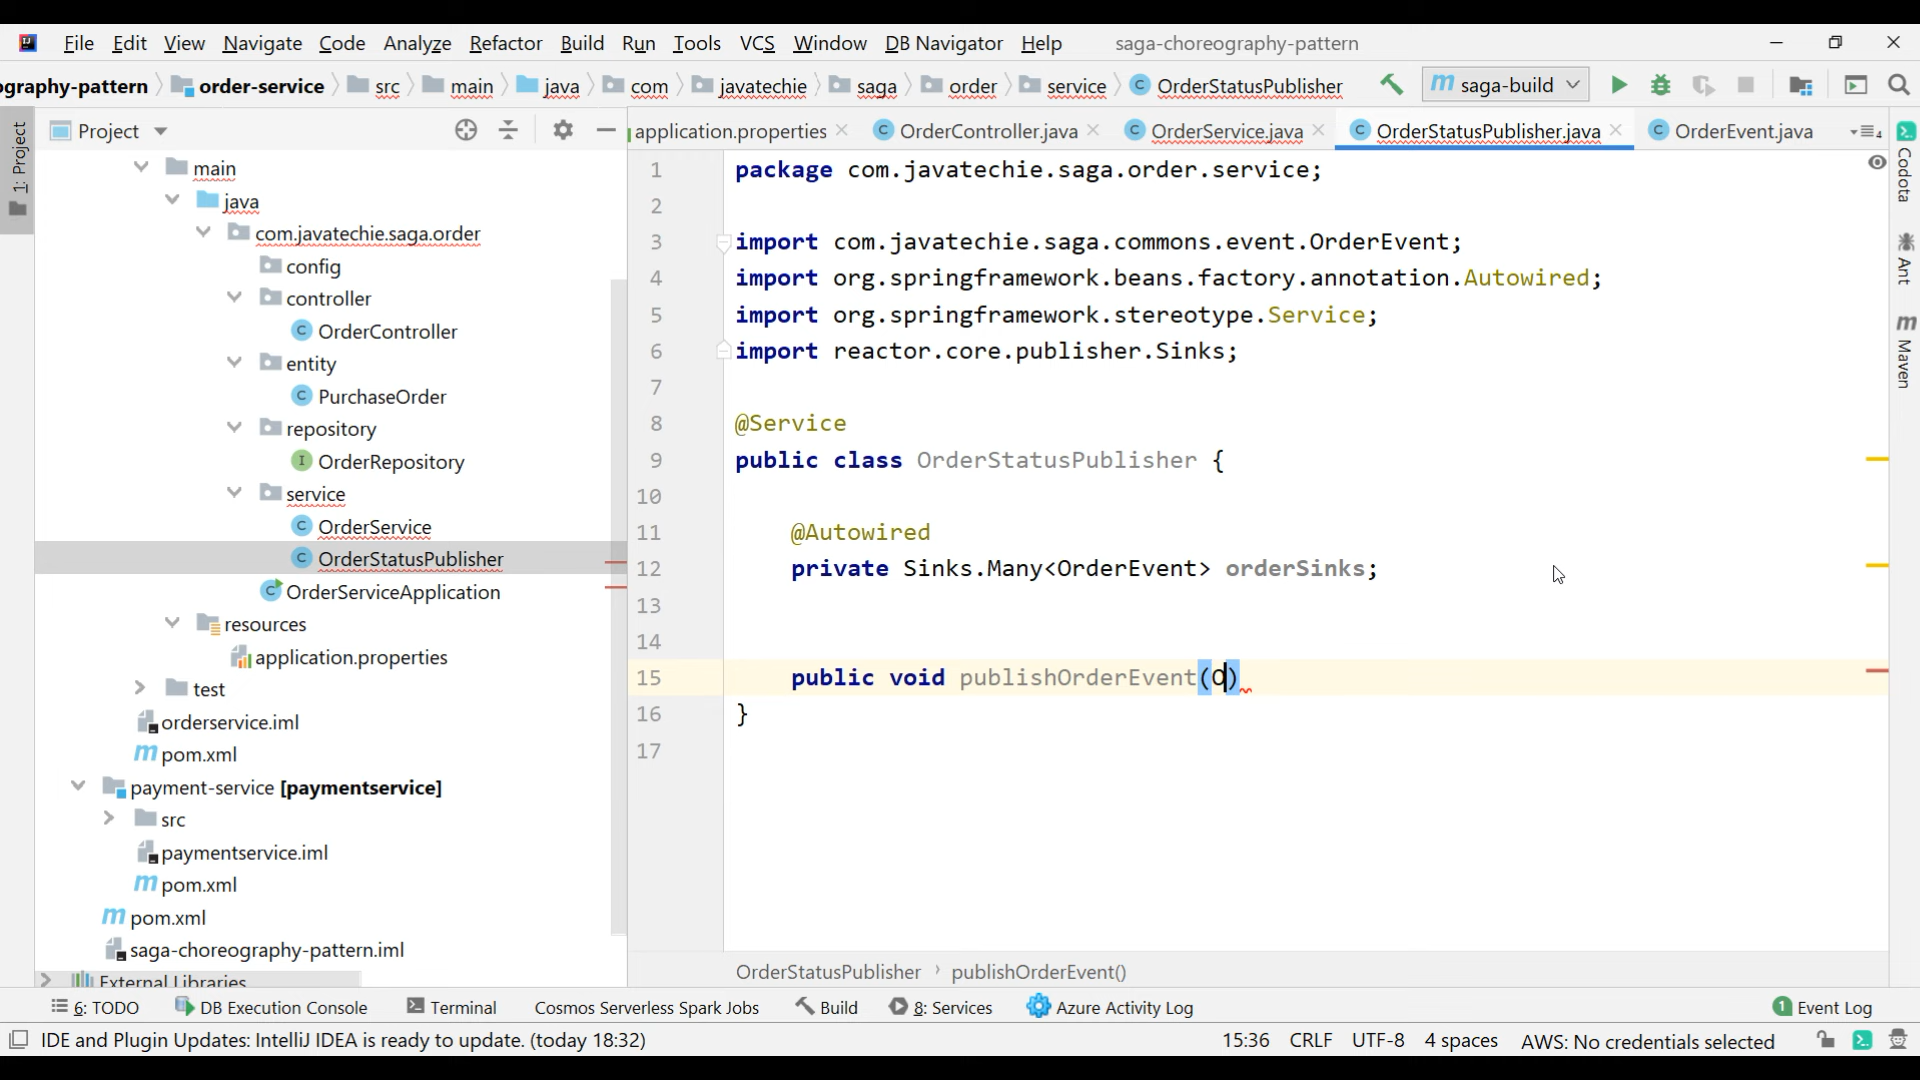 File Edit View Navigate Code Analyze Refactor Build Run Tools VCS Window DB Navigator Help saga-choreography-pattern
ography-pattern order-service src main java com javatechie saga order service OrderStatusPublisher saga-build
Project
application.properties OrderController.java OrderService.java OrderStatusPublisher.java OrderEvent.java
1: Project
main
java
com.javatechie.saga.order
config
controller
OrderController
entity
PurchaseOrder
repository
OrderRepository
service
OrderService
OrderStatusPublisher
OrderServiceApplication
resources
application.properties
test
orderservice.iml
pom.xml
payment-service [paymentservice]
src
paymentservice.iml
pom.xml
pom.xml
saga-choreography-pattern.iml
External Libraries
1 package com.javatechie.saga.order.service;
2
3 import com.javatechie.saga.commons.event.OrderEvent;
4 import org.springframework.beans.factory.annotation.Autowired;
5 import org.springframework.stereotype.Service;
6 import reactor.core.publisher.Sinks;
7
8 @Service
9 public class OrderStatusPublisher {
10
11 @Autowired
12 private Sinks.Many<OrderEvent> orderSinks;
13
14
15 public void publishOrderEvent(O)
16 }
17
Codota
Ant
Maven
OrderStatusPublisher › publishOrderEvent()
6: TODO DB Execution Console Terminal Cosmos Serverless Spark Jobs Build 8: Services Azure Activity Log 1 Event Log
IDE and Plugin Updates: IntelliJ IDEA is ready to update. (today 18:32) 15:36 CRLF UTF-8 4 spaces AWS: No credentials selected